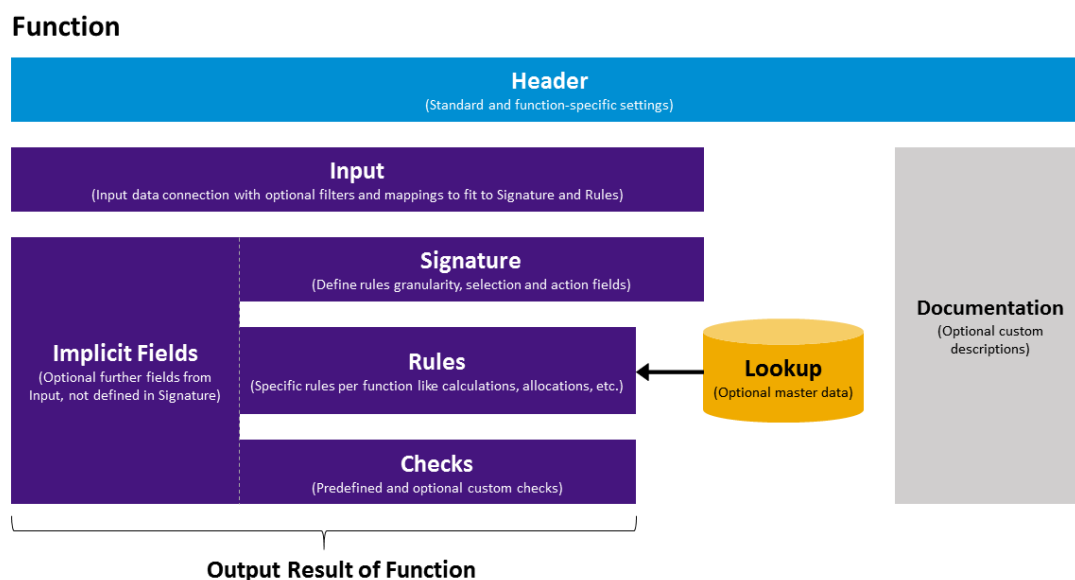 Function
Header
(Standard and function-specific settings)
Input
(Input data connection with optional filters and mappings to fit to Signature and Rules)
Signature
(Define rules granularity, selection and action fields)
Implicit Fields
(Optional further fields from
Input, not defined in Signature)
Rules
(Specific rules per function like calculations, allocations, etc.)
Lookup
(Optional master data)
Documentation
(Optional custom
descriptions)
Checks
(Predefined and optional custom checks)
Output Result of Function